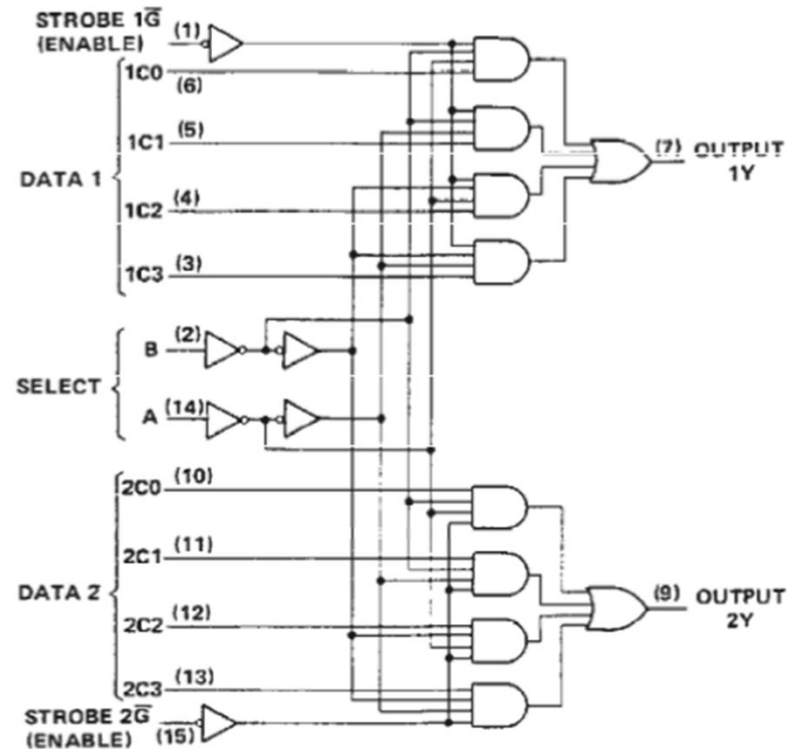 STROBE 1G̅ (1)
(ENABLE)
1C0
(6)
1C1 (5)
DATA 1
1C2 (4)
1C3 (3)
(7) OUTPUT
1Y
B (2)
SELECT
A (14)
2C0 (10)
2C1 (11)
DATA 2
2C2 (12)
2C3 (13)
(9) OUTPUT
2Y
STROBE 2G̅
(ENABLE) (15)